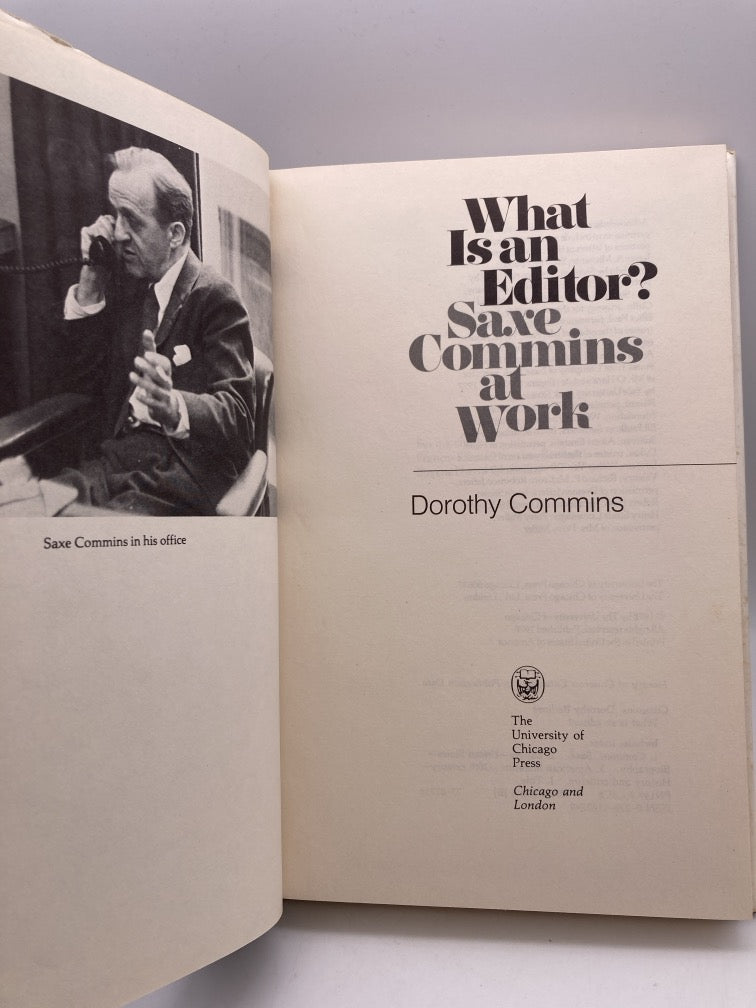 Saxe Commins in his office
What
Is an
Editor?
Saxe
Commins
at
Work
Dorothy Commins
The
University of
Chicago
Press
Chicago and
London